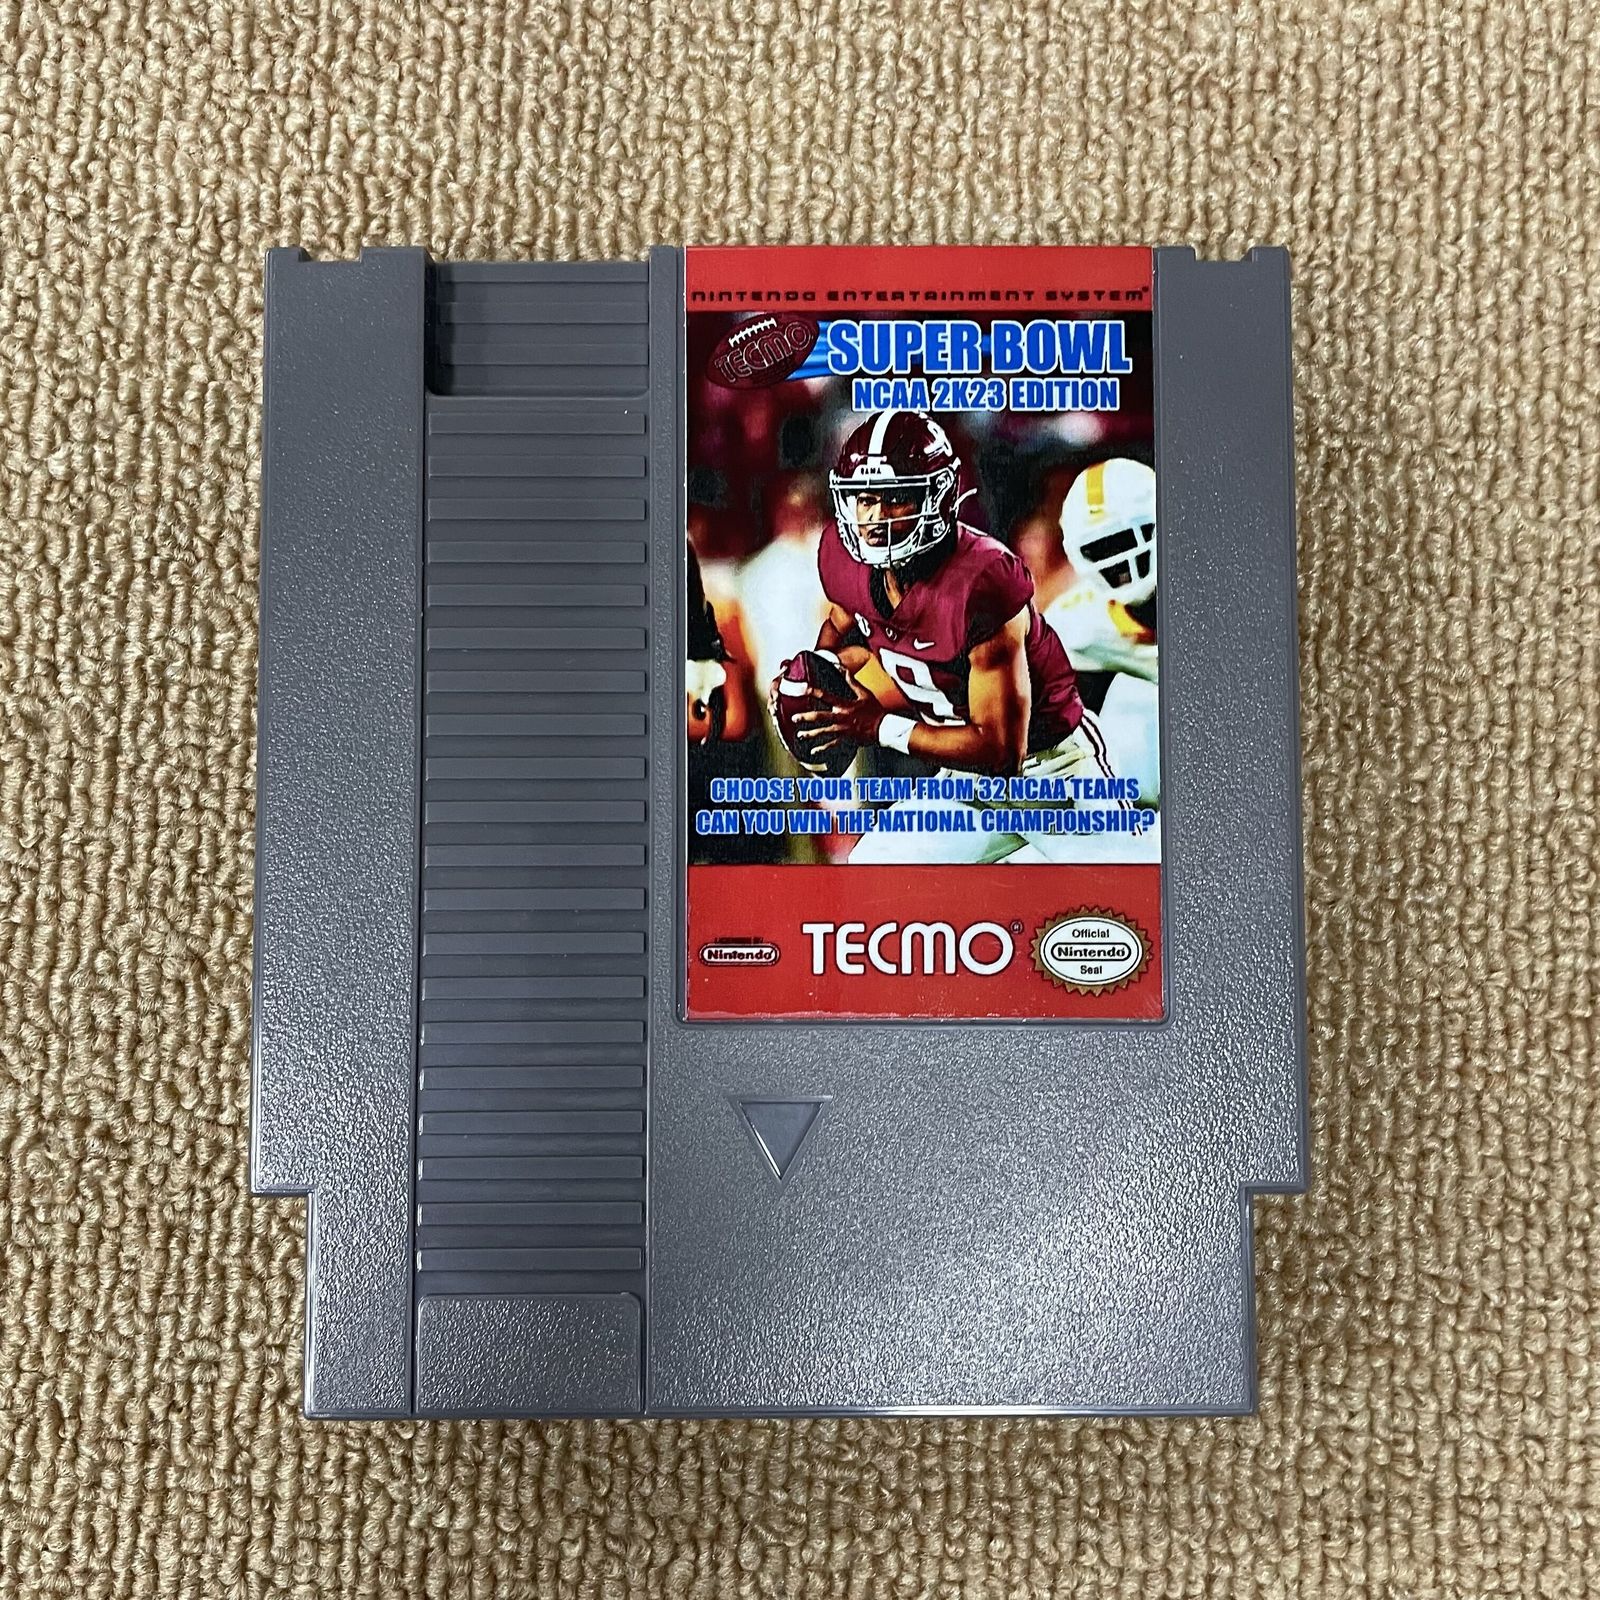 NINTENDO ENTERTAINMENT SYSTEM®
TECMO
SUPER BOWL
NCAA 2K23 EDITION
BAMA
CHOOSE YOUR TEAM FROM 32 NCAA TEAMS
CAN YOU WIN THE NATIONAL CHAMPIONSHIP?
Nintendo
TECMO®
Official
Nintendo
Seal